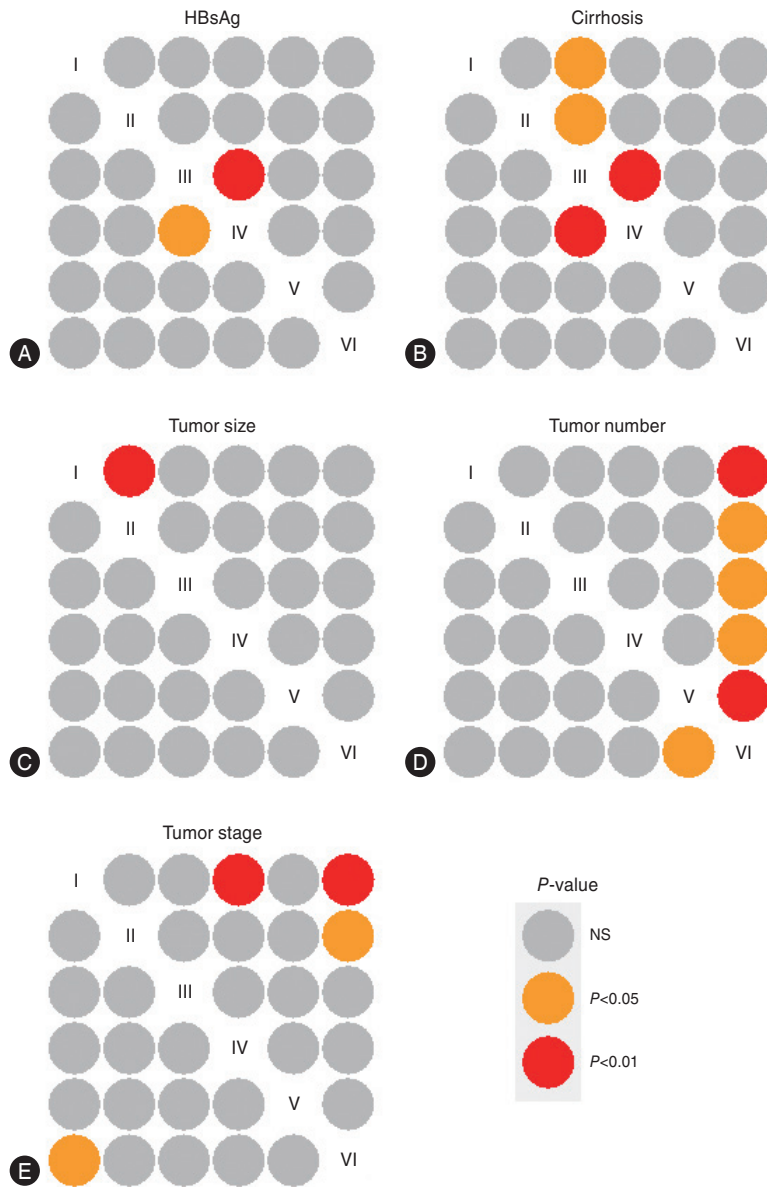 HBsAg
I
II
III
IV
V
VI
A
Cirrhosis
I
II
III
IV
V
VI
B
Tumor size
I
II
III
IV
V
VI
C
Tumor number
I
II
III
IV
V
VI
D
Tumor stage
I
II
III
IV
V
VI
E
P-value
NS
P<0.05
P<0.01